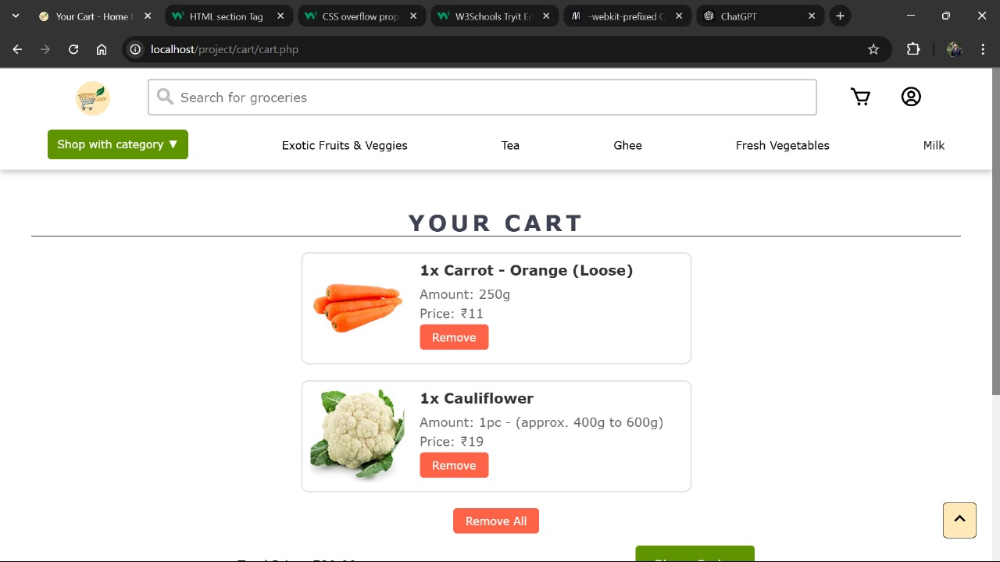 Your Cart - Home L
HTML section Tag
CSS overflow prop
W3Schools Tryit Ed
-webkit-prefixed C
ChatGPT
localhost/project/cart/cart.php
Search for groceries
Shop with category ▼
Exotic Fruits & Veggies
Tea
Ghee
Fresh Vegetables
Milk
YOUR CART
1x Carrot - Orange (Loose)
Amount: 250g
Price: ₹11
Remove
1x Cauliflower
Amount: 1pc - (approx. 400g to 600g)
Price: ₹19
Remove
Remove All